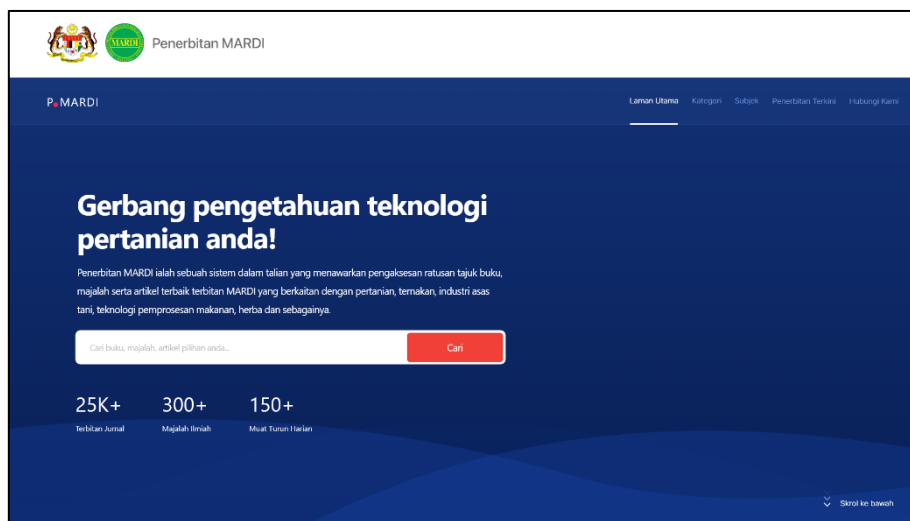 MARDI
Penerbitan MARDI
P.MARDI
Laman Utama Kategori Subjek Penerbitan Terkini Hubungi Kami
Gerbang pengetahuan teknologi
pertanian anda!
Penerbitan MARDI ialah sebuah sistem dalam talian yang menawarkan pengaksesan ratusan tajuk buku,
majalah serta artikel terbaik terbitan MARDI yang berkaitan dengan pertanian, ternakan, industri asas
tani, teknologi pemprosesan makanan, herba dan sebagainya.
Cari buku, majalah, artikel pilihan anda... Cari
25K+ 300+ 150+
Terbitan Jurnal Majalah Ilmiah Muat Turun Harian
Skrol ke bawah